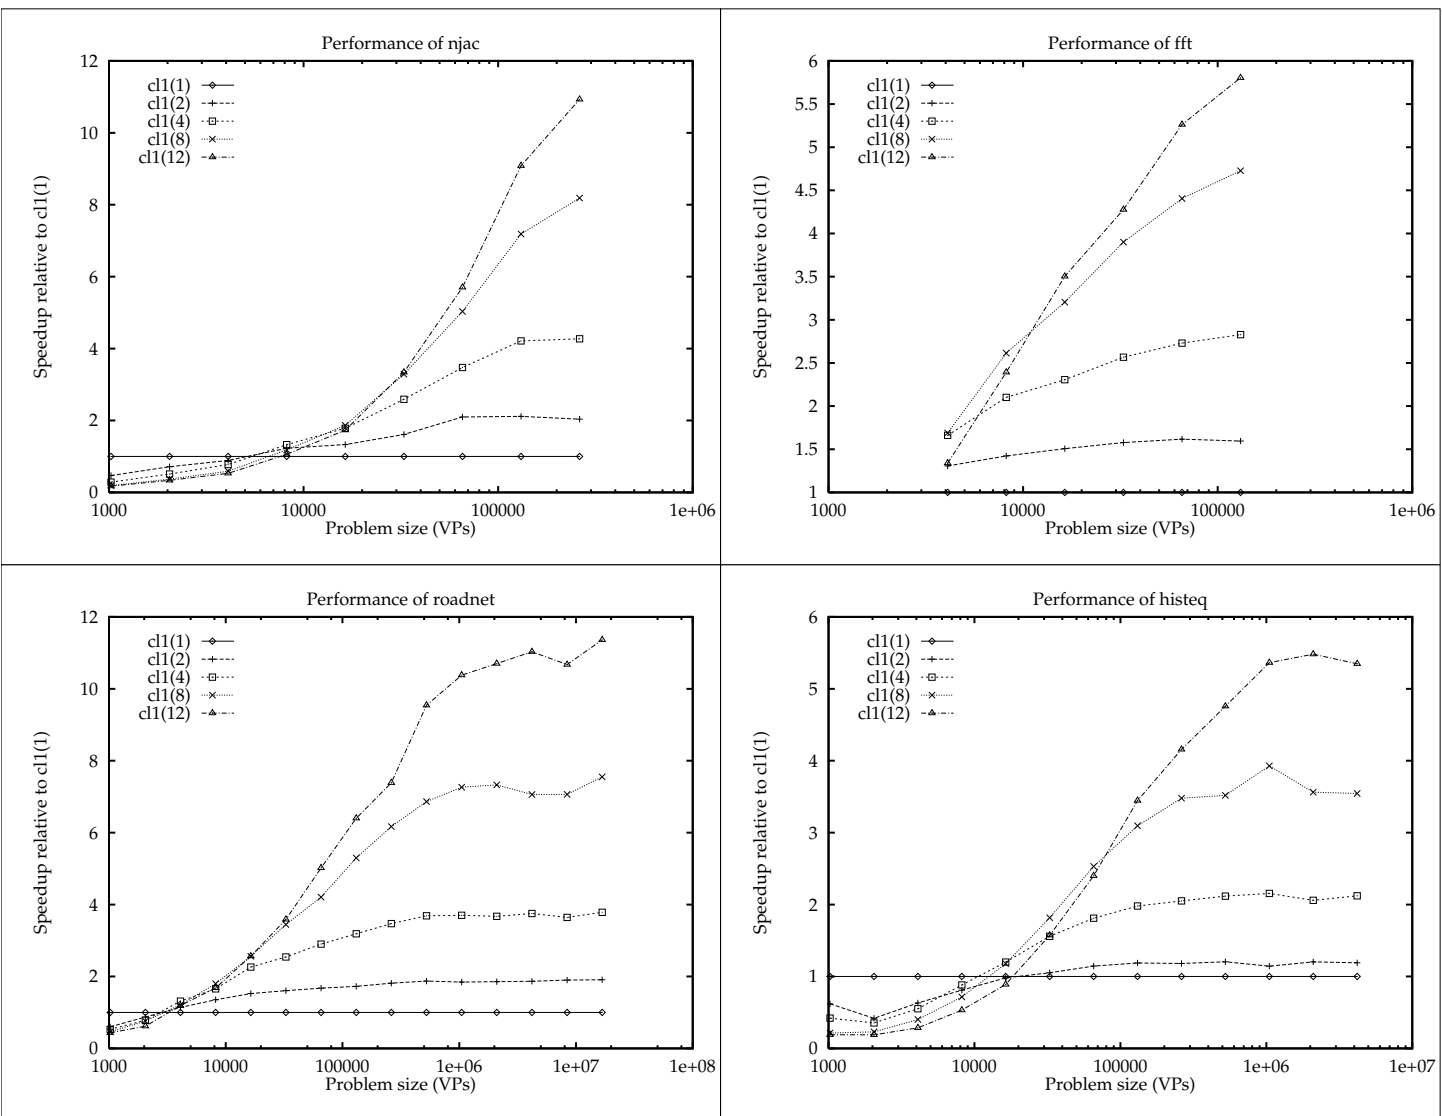 Performance of njac
12
10
8
6
4
2
0
Speedup relative to cl1(1)
cl1(1)
cl1(2)
cl1(4)
cl1(8)
cl1(12)
1000 10000 100000 1e+06
Problem size (VPs)
Performance of fft
6
5.5
5
4.5
4
3.5
3
2.5
2
1.5
1
Speedup relative to cl1(1)
cl1(1)
cl1(2)
cl1(4)
cl1(8)
cl1(12)
1000 10000 100000 1e+06
Problem size (VPs)
Performance of roadnet
12
10
8
6
4
2
0
Speedup relative to cl1(1)
cl1(1)
cl1(2)
cl1(4)
cl1(8)
cl1(12)
1000 10000 100000 1e+06 1e+07 1e+08
Problem size (VPs)
Performance of histeq
6
5
4
3
2
1
0
Speedup relative to cl1(1)
cl1(1)
cl1(2)
cl1(4)
cl1(8)
cl1(12)
1000 10000 100000 1e+06 1e+07
Problem size (VPs)